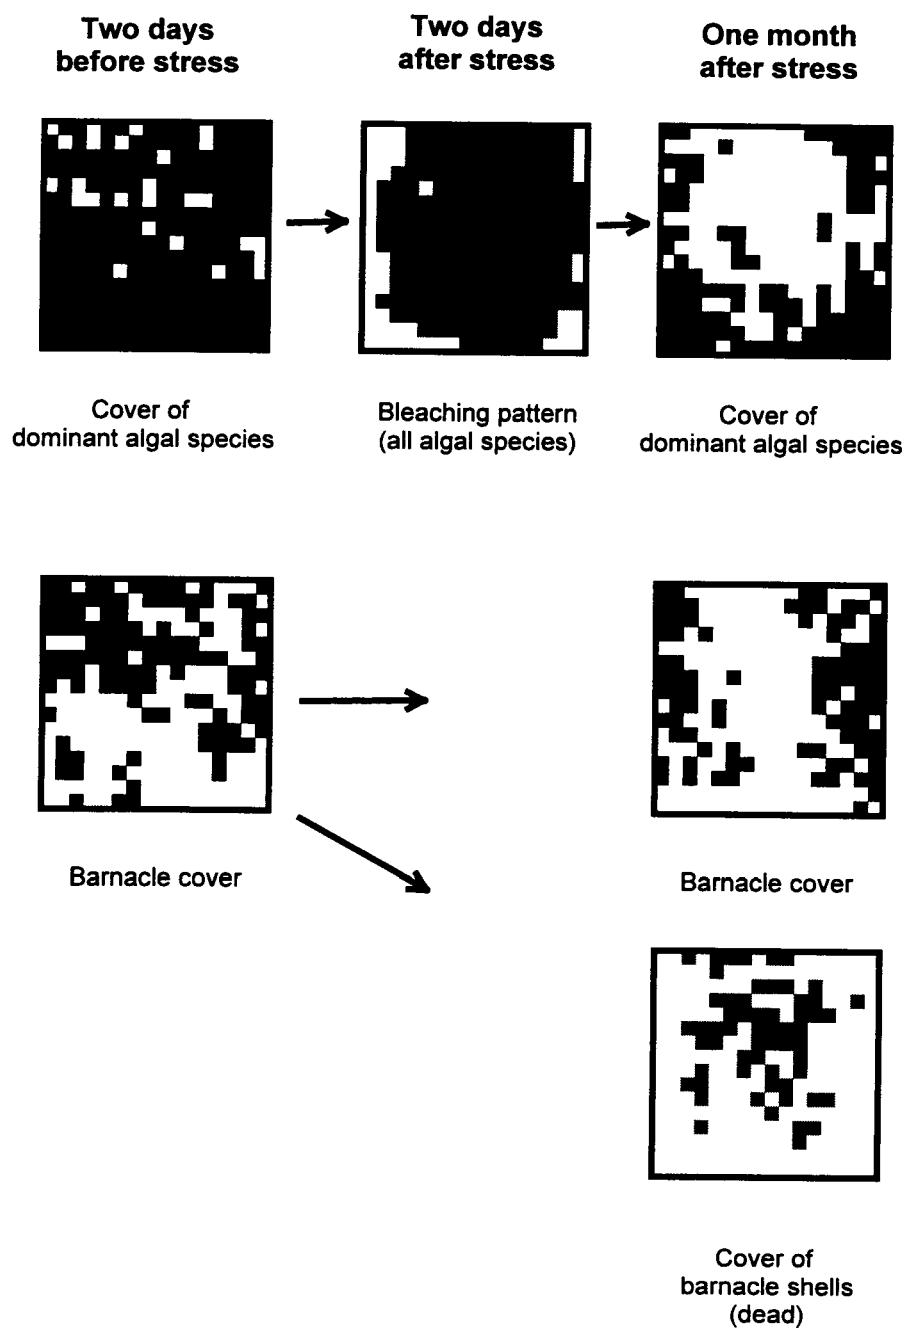 Two days
before stress
Two days
after stress
One month
after stress
Cover of
dominant algal species
Bleaching pattern
(all algal species)
Cover of
dominant algal species
Barnacle cover
Barnacle cover
Cover of
barnacle shells
(dead)